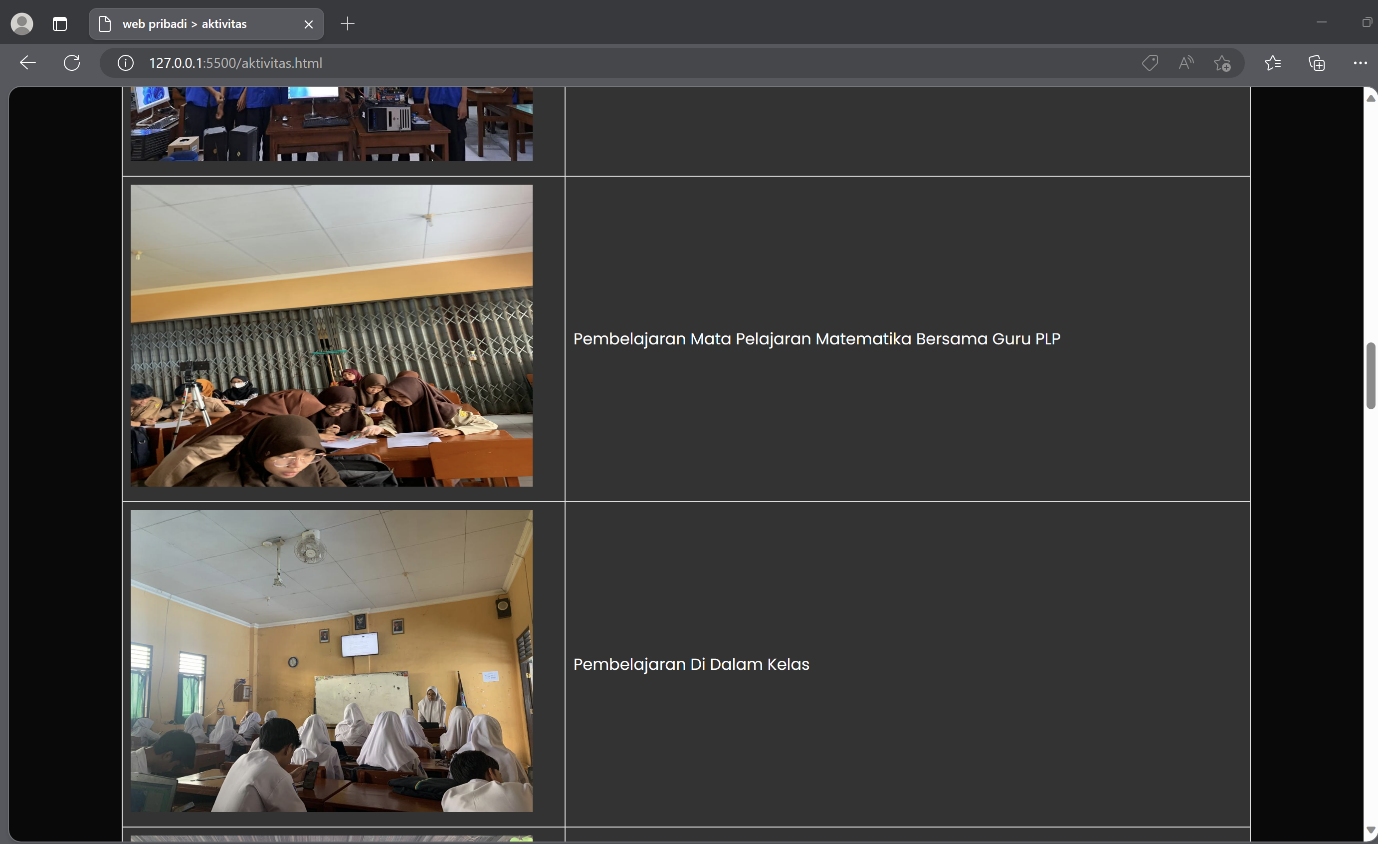 web pribadi > aktivitas
127.0.0.1:5500/aktivitas.html
Pembelajaran Mata Pelajaran Matematika Bersama Guru PLP
Pembelajaran Di Dalam Kelas